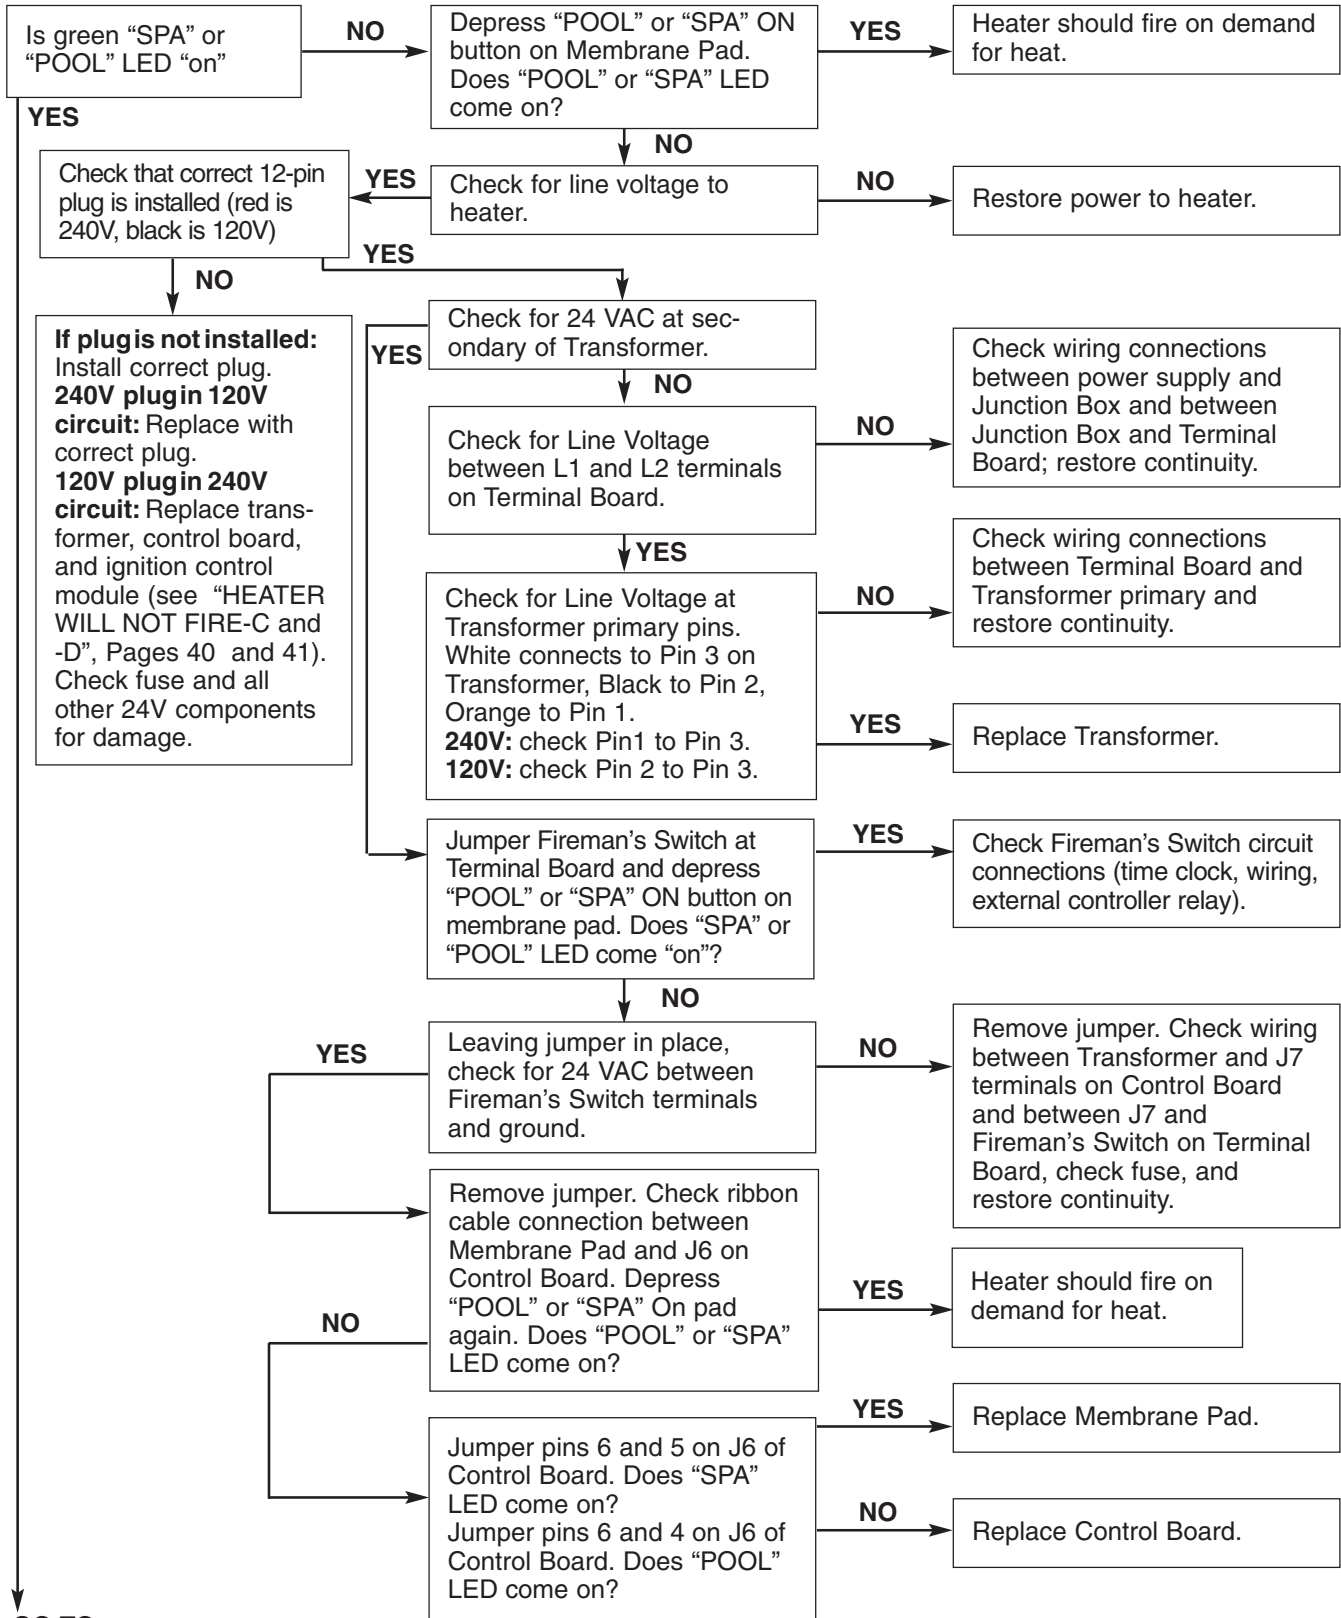 Is green “SPA” or
“POOL” LED “on”
NO
Depress “POOL” or “SPA” ON
button on Membrane Pad.
Does “POOL” or “SPA” LED
come on?
YES
Heater should fire on demand
for heat.
YES
NO
Check that correct 12-pin
plug is installed (red is
240V, black is 120V)
YES
Check for line voltage to
heater.
NO
Restore power to heater.
YES
NO
If plug is not installed:
Install correct plug.
240V plug in 120V
circuit: Replace with
correct plug.
120V plug in 240V
circuit: Replace trans-
former, control board,
and ignition control
module (see “HEATER
WILL NOT FIRE-C and
-D”, Pages 40 and 41).
Check fuse and all
other 24V components
for damage.
Check for 24 VAC at sec-
ondary of Transformer.
YES
NO
Check for Line Voltage
between L1 and L2 terminals
on Terminal Board.
NO
Check wiring connections
between power supply and
Junction Box and between
Junction Box and Terminal
Board; restore continuity.
YES
Check for Line Voltage at
Transformer primary pins.
White connects to Pin 3 on
Transformer, Black to Pin 2,
Orange to Pin 1.
240V: check Pin1 to Pin 3.
120V: check Pin 2 to Pin 3.
NO
Check wiring connections
between Terminal Board and
Transformer primary and
restore continuity.
YES
Replace Transformer.
Jumper Fireman’s Switch at
Terminal Board and depress
“POOL” or “SPA” ON button on
membrane pad. Does “SPA” or
“POOL” LED come “on”?
YES
Check Fireman’s Switch circuit
connections (time clock, wiring,
external controller relay).
NO
Leaving jumper in place,
check for 24 VAC between
Fireman’s Switch terminals
and ground.
YES
NO
Remove jumper. Check wiring
between Transformer and J7
terminals on Control Board
and between J7 and
Fireman’s Switch on Terminal
Board, check fuse, and
restore continuity.
Remove jumper. Check ribbon
cable connection between
Membrane Pad and J6 on
Control Board. Depress
“POOL” or “SPA” On pad
again. Does “POOL” or “SPA”
LED come on?
YES
Heater should fire on
demand for heat.
NO
Jumper pins 6 and 5 on J6 of
Control Board. Does “SPA”
LED come on?
Jumper pins 6 and 4 on J6 of
Control Board. Does “POOL”
LED come on?
YES
Replace Membrane Pad.
NO
Replace Control Board.